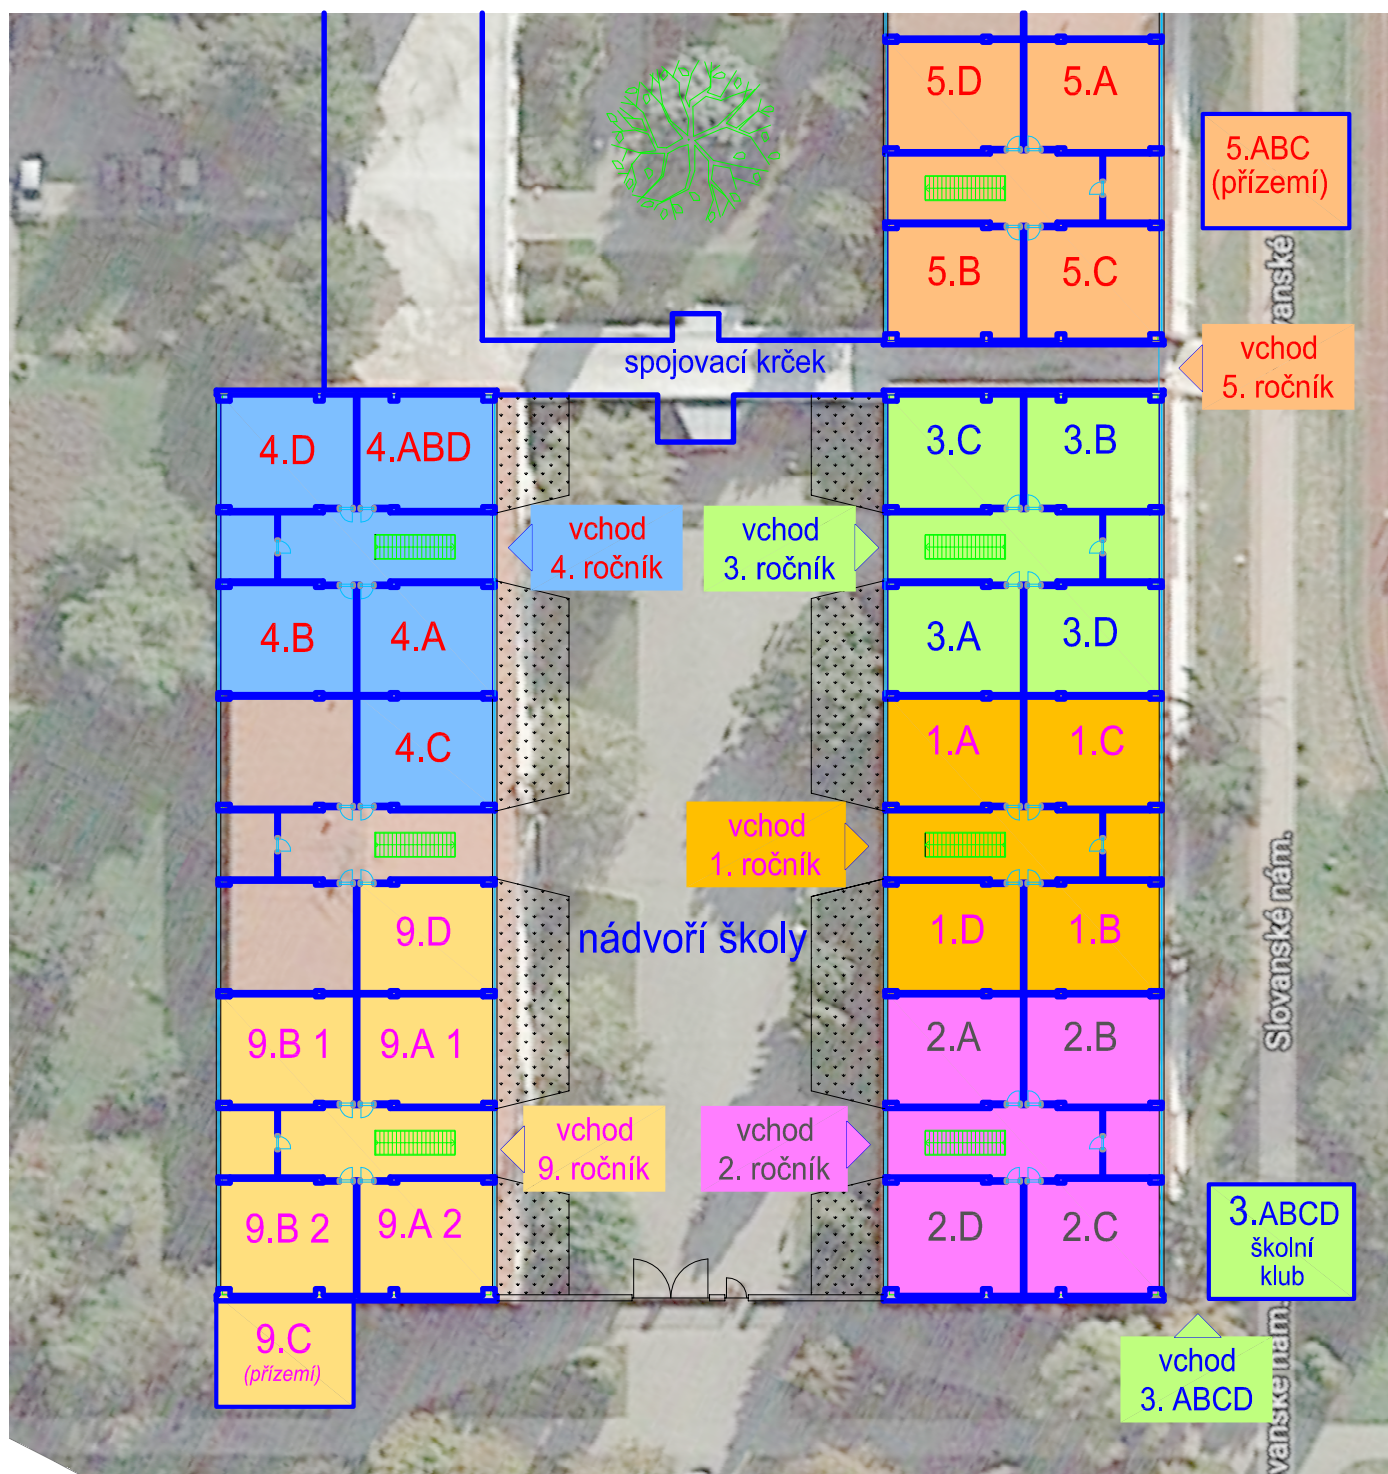 5.D
5.A
5.ABC
(přízemí)
5.B
5.C
vanské
vchod
5. ročník
spojovací krček
4.D
4.ABD
3.C
3.B
vchod
4. ročník
vchod
3. ročník
4.B
4.A
3.A
3.D
4.C
1.A
1.C
vchod
1. ročník
Slovanské nám.
9.D
nádvoří školy
1.D
1.B
9.B 1
9.A 1
2.A
2.B
vchod
9. ročník
vchod
2. ročník
9.B 2
9.A 2
2.D
2.C
3.ABCD
školní
klub
9.C
(přízemí)
vchod
3. ABCD
vanské nám.